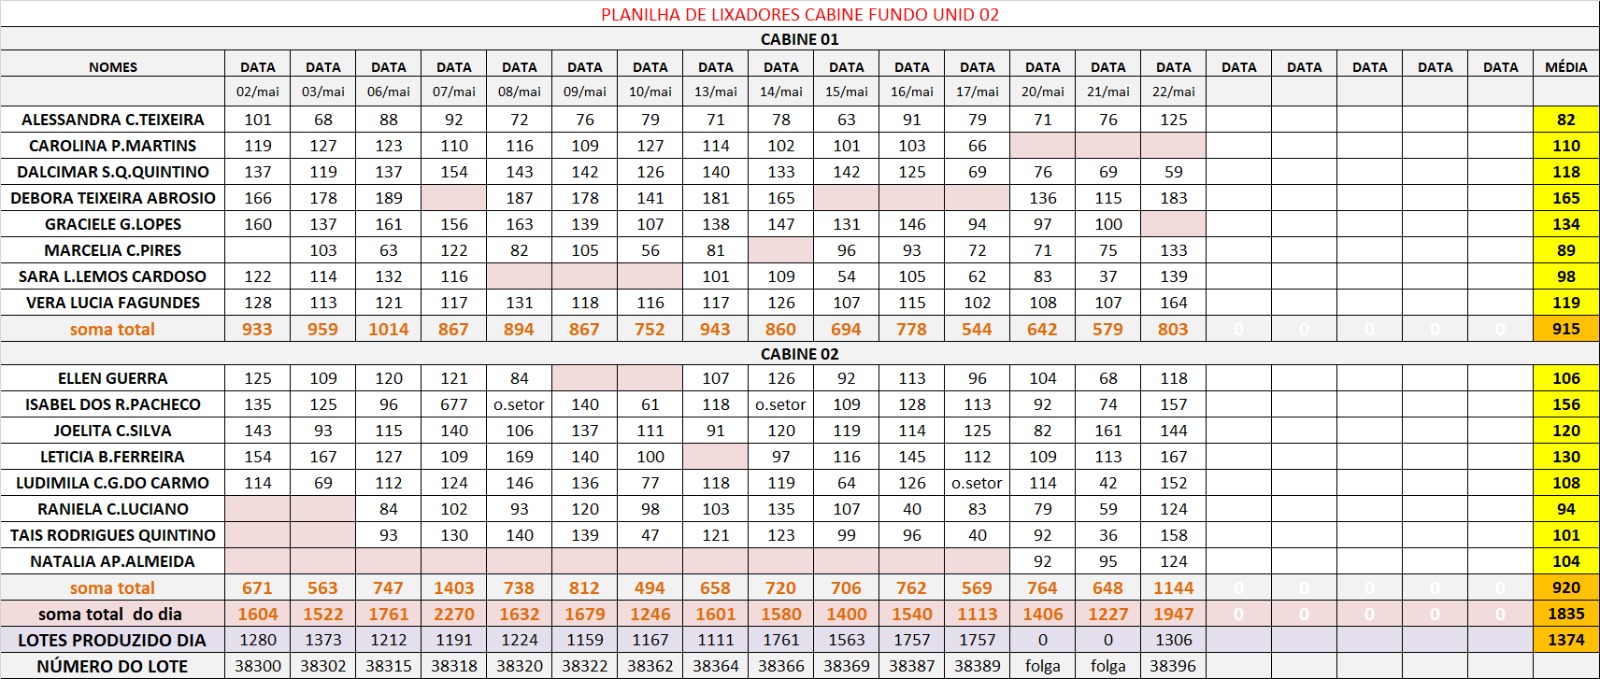 PLANILHA DE LIXADORES CABINE FUNDO UNID 02
CABINE 01
NOMES DATA DATA DATA DATA DATA DATA DATA DATA DATA DATA DATA DATA DATA DATA DATA DATA DATA DATA DATA DATA MÉDIA
02/mai 03/mai 06/mai 07/mai 08/mai 09/mai 10/mai 13/mai 14/mai 15/mai 16/mai 17/mai 20/mai 21/mai 22/mai
ALESSANDRA C.TEIXEIRA 101 68 88 92 72 76 79 71 78 63 91 79 71 76 125 82
CAROLINA P.MARTINS 119 127 123 110 116 109 127 114 102 101 103 66 110
DALCIMAR S.Q.QUINTINO 137 119 137 154 143 142 126 140 133 142 125 69 76 69 59 118
DEBORA TEIXEIRA ABROSIO 166 178 189 187 178 141 181 165 136 115 183 165
GRACIELE G.LOPES 160 137 161 156 163 139 107 138 147 131 146 94 97 100 134
MARCELIA C.PIRES 103 63 122 82 105 56 81 96 93 72 71 75 133 89
SARA L.LEMOS CARDOSO 122 114 132 116 101 109 54 105 62 83 37 139 98
VERA LUCIA FAGUNDES 128 113 121 117 131 118 116 117 126 107 115 102 108 107 164 119
soma total 933 959 1014 867 894 867 752 943 860 694 778 544 642 579 803 0 0 0 0 0 915
CABINE 02
ELLEN GUERRA 125 109 120 121 84 107 126 92 113 96 104 68 118 106
ISABEL DOS R.PACHECO 135 125 96 677 o.setor 140 61 118 o.setor 109 128 113 92 74 157 156
JOELITA C.SILVA 143 93 115 140 106 137 111 91 120 119 114 125 82 161 144 120
LETICIA B.FERREIRA 154 167 127 109 169 140 100 97 116 145 112 109 113 167 130
LUDIMILA C.G.DO CARMO 114 69 112 124 146 136 77 118 119 64 126 o.setor 114 42 152 108
RANIELA C.LUCIANO 84 102 93 120 98 103 135 107 40 83 79 59 124 94
TAIS RODRIGUES QUINTINO 93 130 140 139 47 121 123 99 96 40 92 36 158 101
NATALIA AP.ALMEIDA 92 95 124 104
soma total 671 563 747 1403 738 812 494 658 720 706 762 569 764 648 1144 0 0 0 0 0 920
soma total do dia 1604 1522 1761 2270 1632 1679 1246 1601 1580 1400 1540 1113 1406 1227 1947 0 0 0 0 0 1835
LOTES PRODUZIDO DIA 1280 1373 1212 1191 1224 1159 1167 1111 1761 1563 1757 1757 0 0 1306 1374
NÚMERO DO LOTE 38300 38302 38315 38318 38320 38322 38362 38364 38366 38369 38387 38389 folga folga 38396